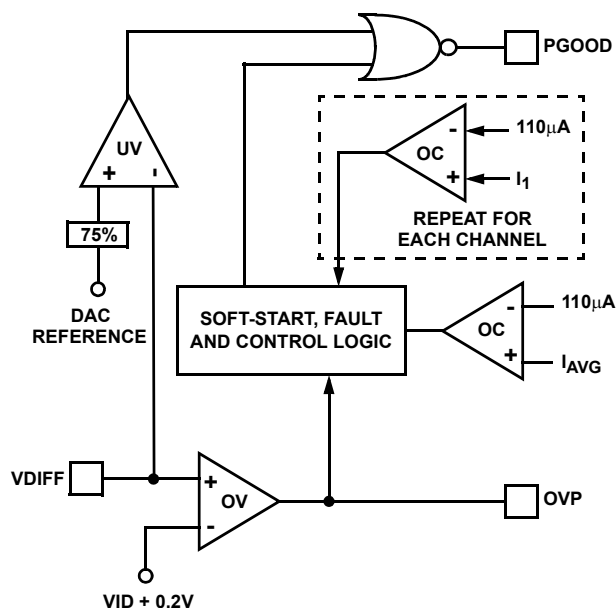 PGOOD
UV
+ -
75%
DAC
REFERENCE
-
OC
+
110μA
I1
REPEAT FOR
EACH CHANNEL
SOFT-START, FAULT
AND CONTROL LOGIC
-
OC
+
110μA
IAVG
VDIFF
+
OV
-
OVP
VID + 0.2V